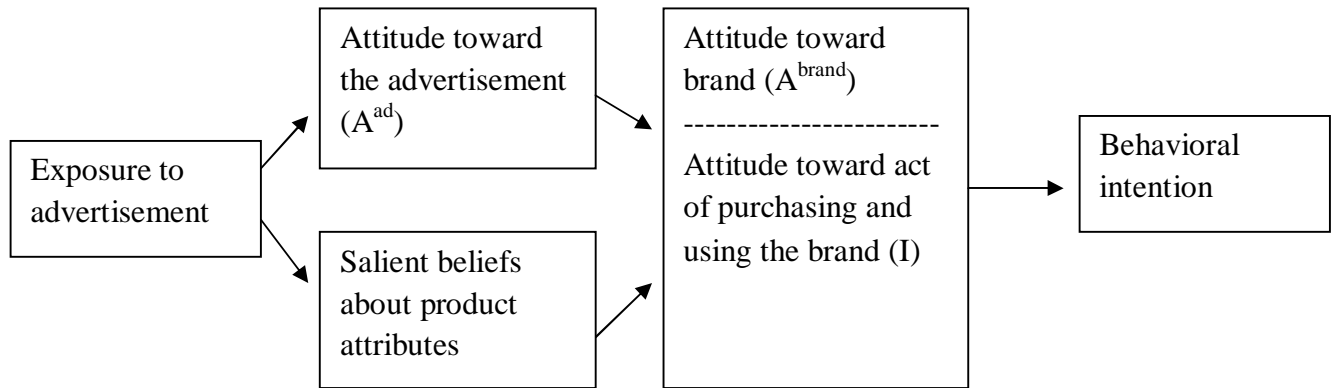 Exposure to
advertisement
Attitude toward
the advertisement
(A^ad)
Salient beliefs
about product
attributes
Attitude toward
brand (A^brand)
------------------------
Attitude toward act
of purchasing and
using the brand (I)
Behavioral
intention